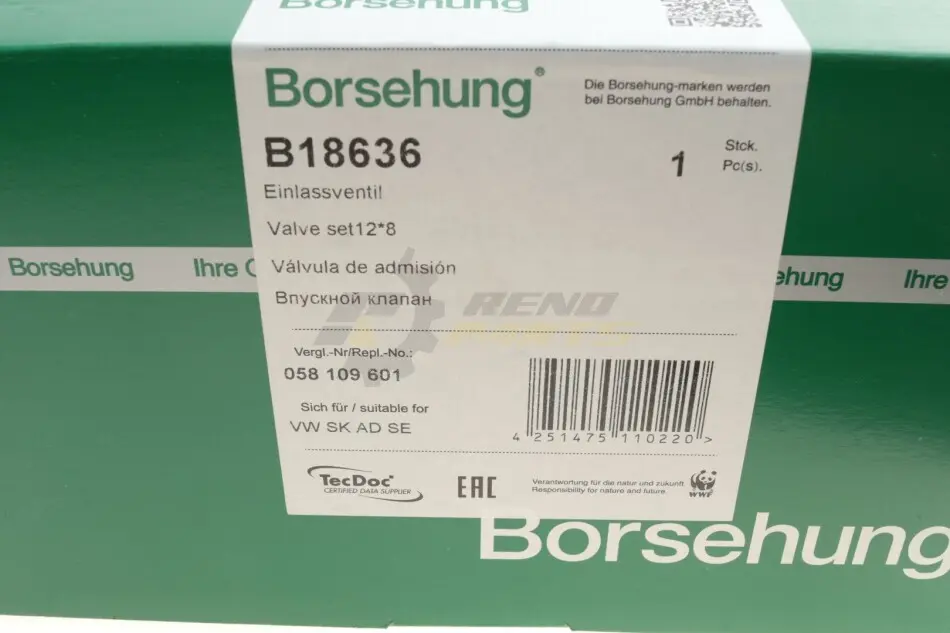 Borsehung
Borsehung®
Die Borsehung-marken werden
bei Borsehung GmbH behalten.
B18636
1
Stck.
Pc(s).
Einlassventil
Valve set12*8
Válvula de admisión
Впускной клапан
Borsehung
Ihre
ehung
Ihre
RENO
PARTS
Vergl.-Nr/Repl.-No.:
058 109 601
Sich für / suitable for
VW SK AD SE
4 251475 110220 >
TecDoc
CERTIFIED DATA SUPPLIER
EAC
Verantwortung für die natur und zukunft
Responsibility for nature and future.
WWF
Borsehung